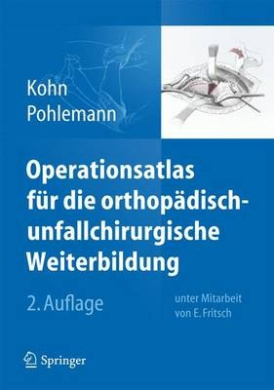 Kohn
Pohlemann
Operationsatlas
für die orthopädisch-
unfallchirurgische
Weiterbildung
2. Auflage
unter Mitarbeit
von E. Fritsch
Springer